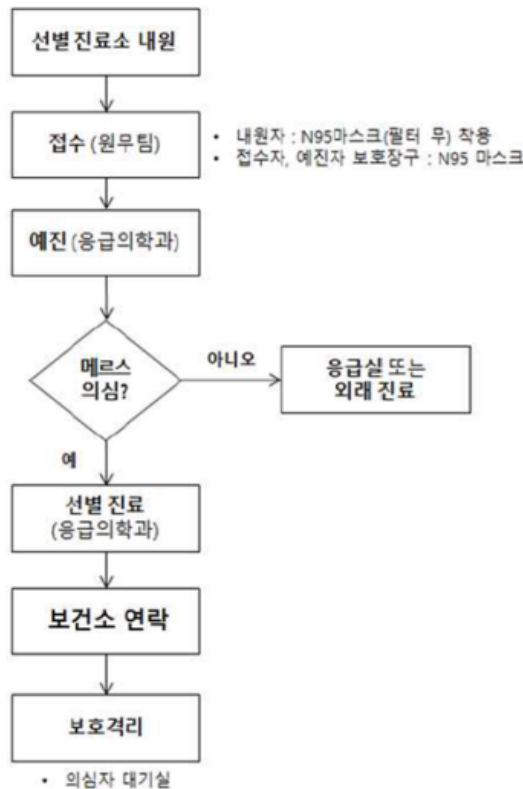 선별 진료소 내원
접수 (원무팀)
• 내원자 : N95마스크(필터 무) 착용
• 접수자, 예진자 보호장구 : N95 마스크
예진 (응급의학과)
메르스
의심?
아니오
응급실 또는
외래 진료
예
선별 진료
(응급의학과)
보건소 연락
보호격리
• 의심자 대기실